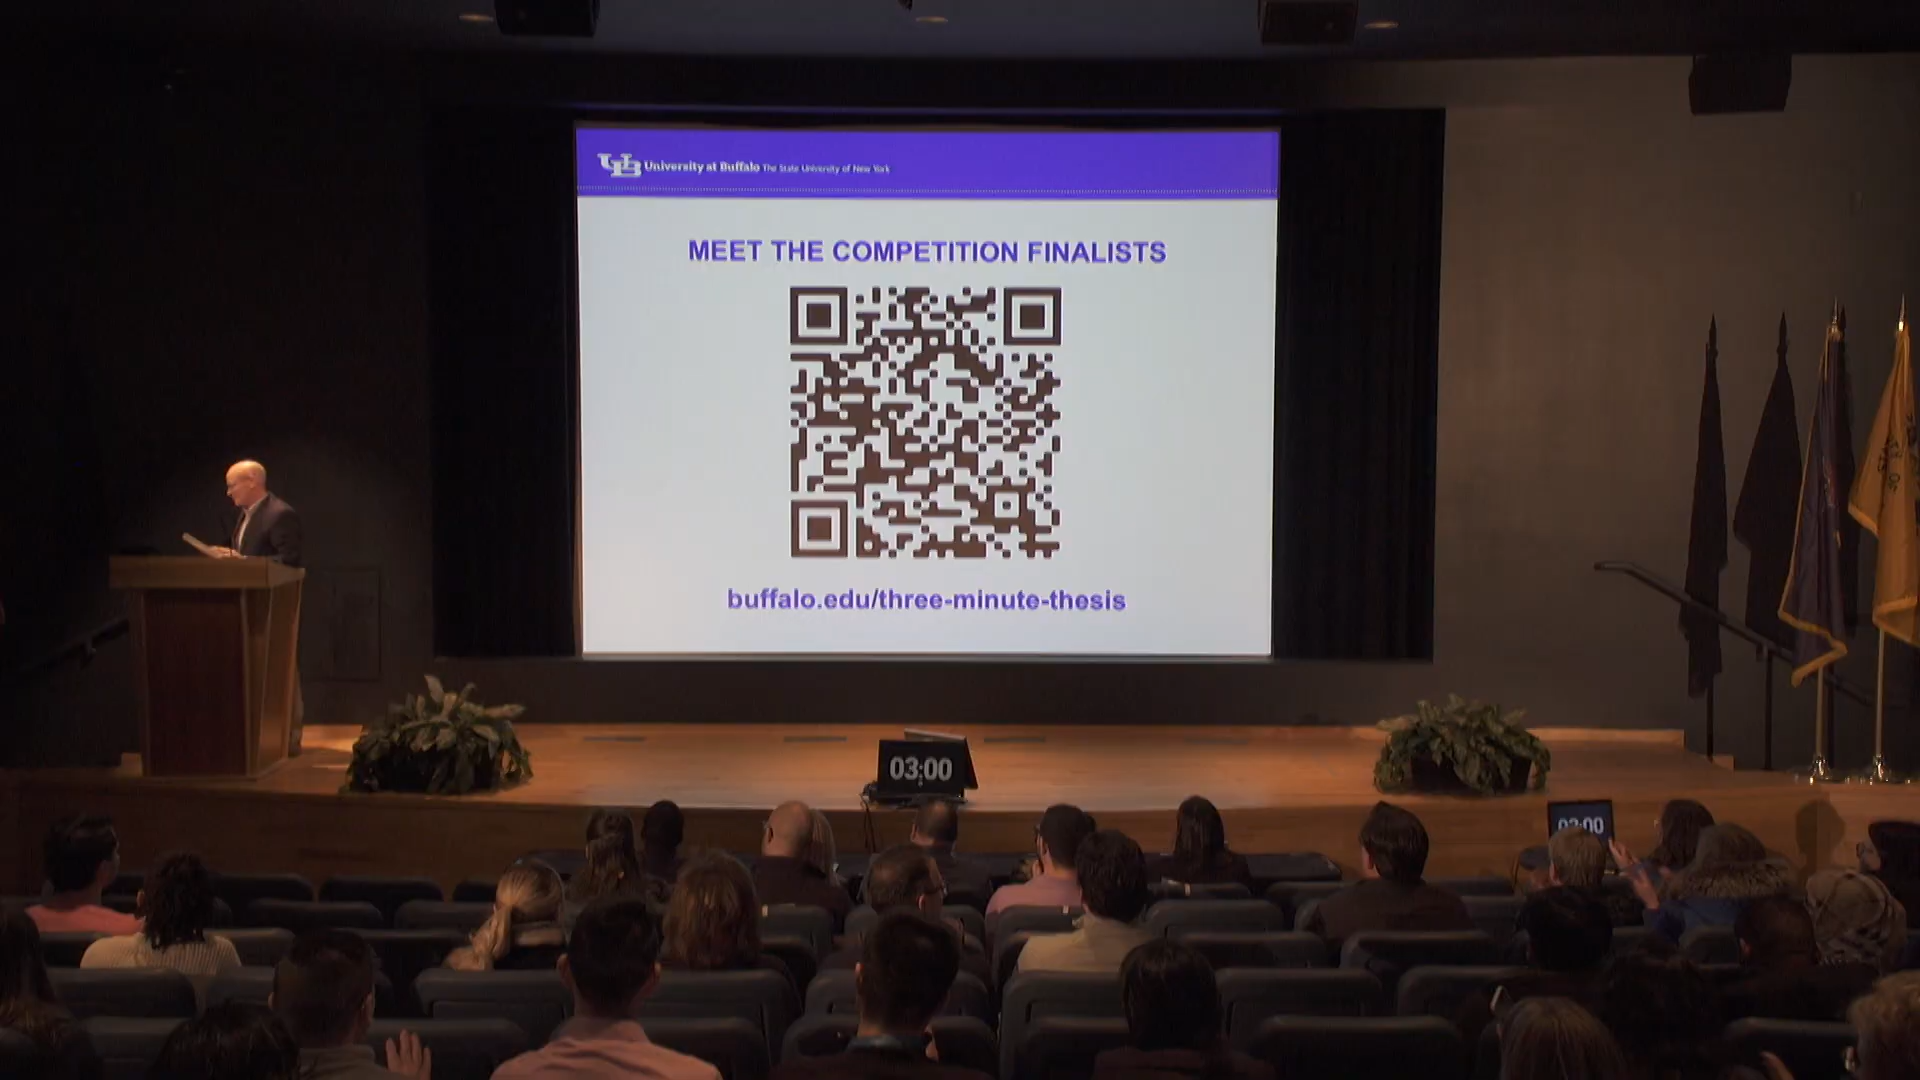 UB University at Buffalo The State University of New York
MEET THE COMPETITION FINALISTS
buffalo.edu/three-minute-thesis
03:00
03:00